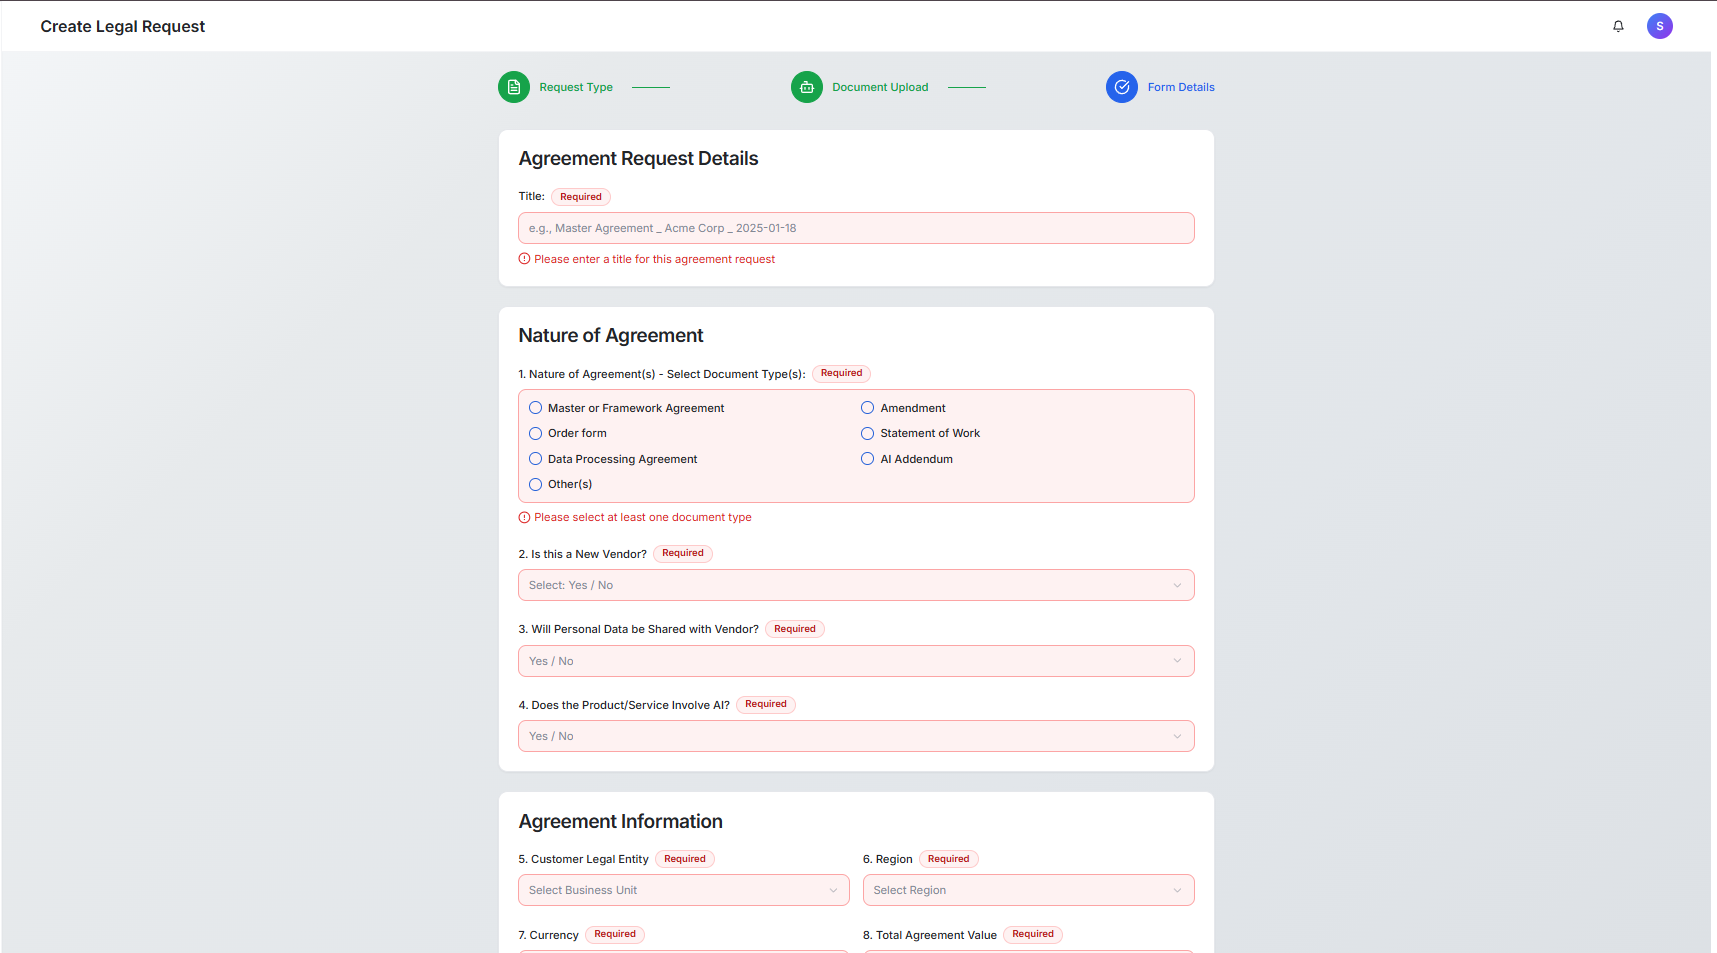 Create Legal Request
S
Request Type
Document Upload
Form Details
Agreement Request Details
Title: Required
e.g., Master Agreement _ Acme Corp _ 2025-01-18
Please enter a title for this agreement request
Nature of Agreement
1. Nature of Agreement(s) - Select Document Type(s): Required
Master or Framework Agreement
Amendment
Order form
Statement of Work
Data Processing Agreement
AI Addendum
Other(s)
Please select at least one document type
2. Is this a New Vendor? Required
Select: Yes / No
3. Will Personal Data be Shared with Vendor? Required
Yes / No
4. Does the Product/Service Involve AI? Required
Yes / No
Agreement Information
5. Customer Legal Entity Required
6. Region Required
Select Business Unit
Select Region
7. Currency Required
8. Total Agreement Value Required